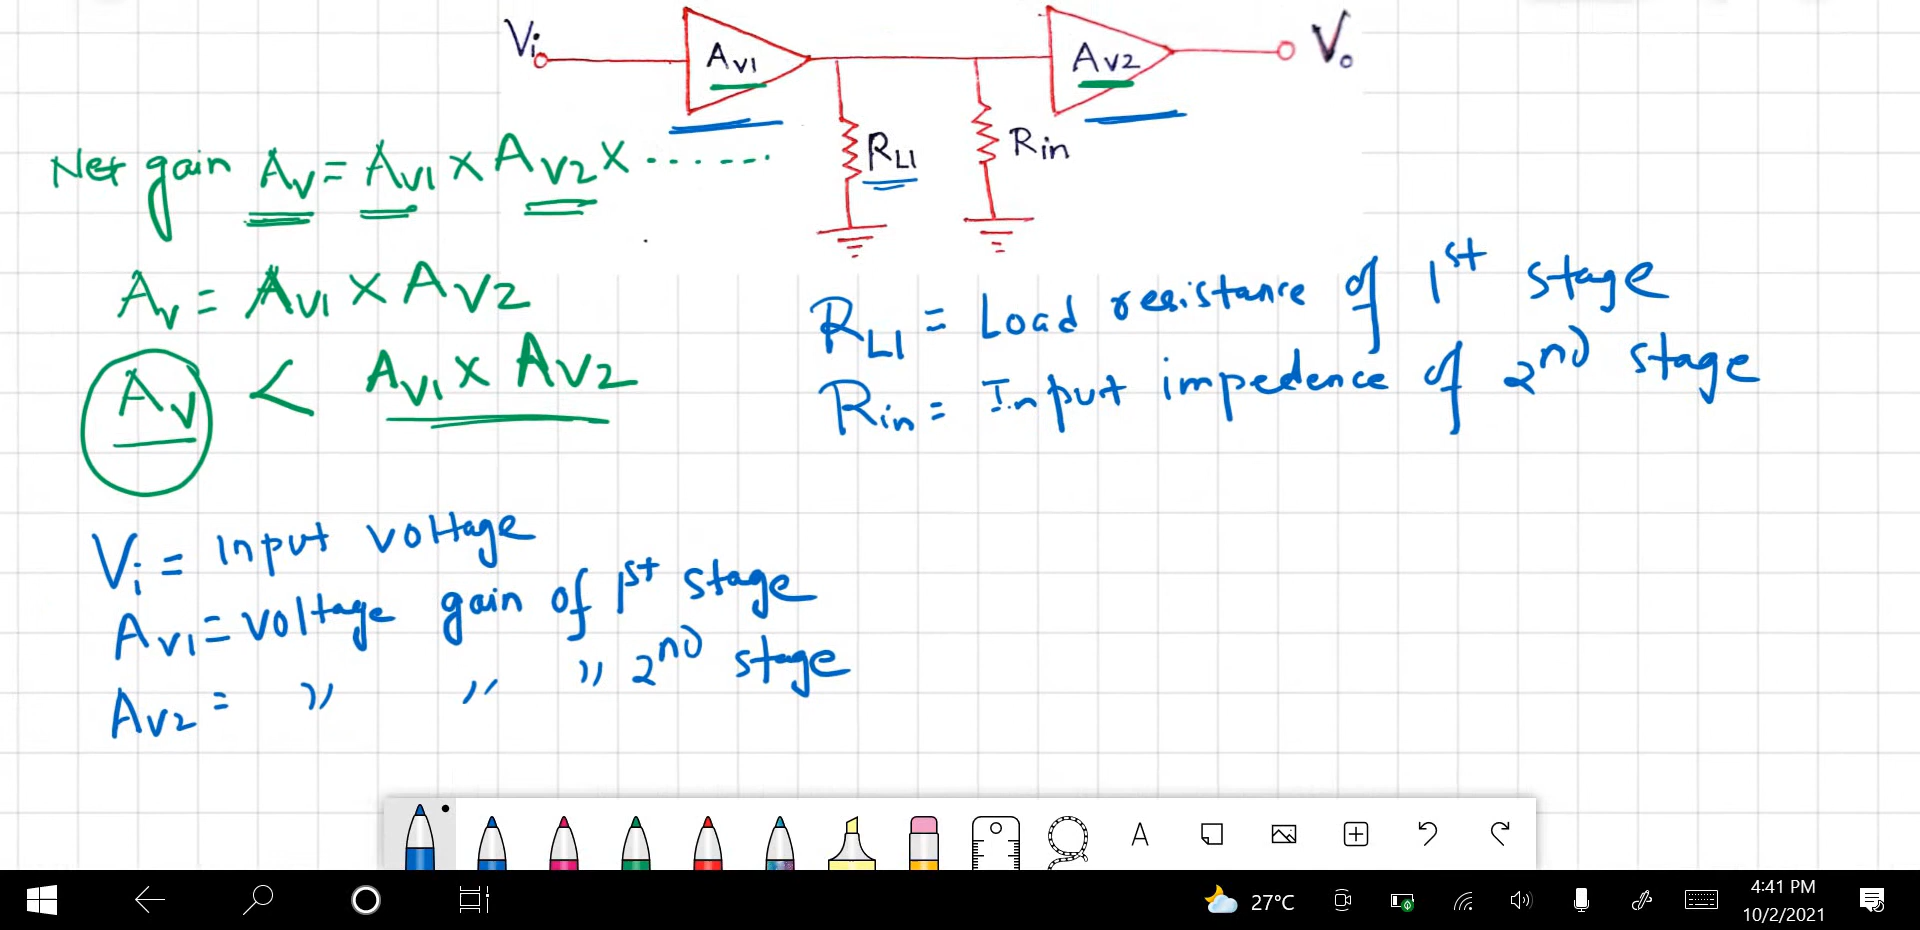 Vi Av1 Av2 Vo
RL1 Rin
Net gain Av = Av1 x Av2 x .......
Av = Av1 x Av2
Av < Av1 x Av2
RL1 = Load resistance of 1st stage
Rin = Input impedence of 2nd stage
Vi = Input voltage
Av1 = voltage gain of 1st stage
Av2 = " " " 2nd stage
A
27°C
4:41 PM
10/2/2021